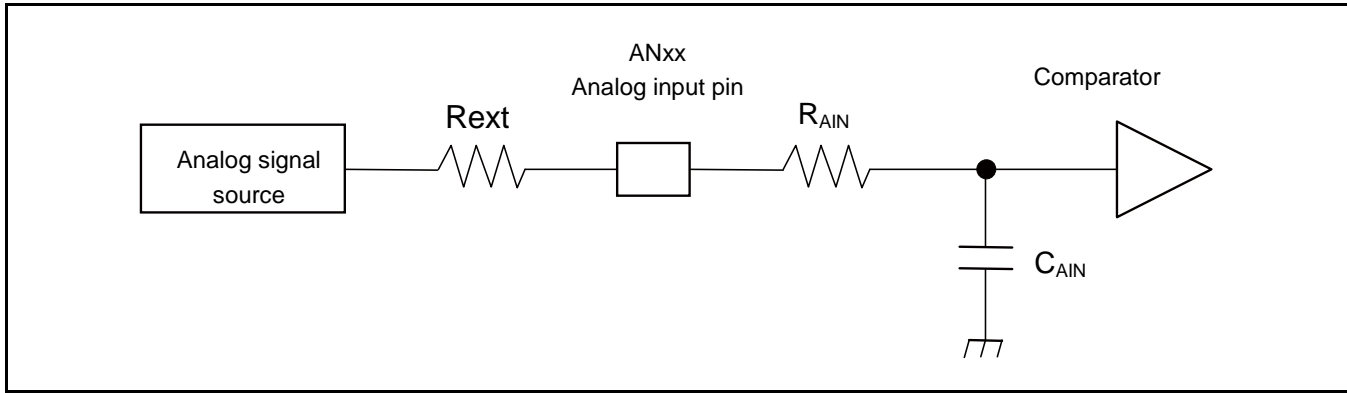 ANxx
Analog input pin
Comparator
Rext
RAIN
Analog signal
source
CAIN